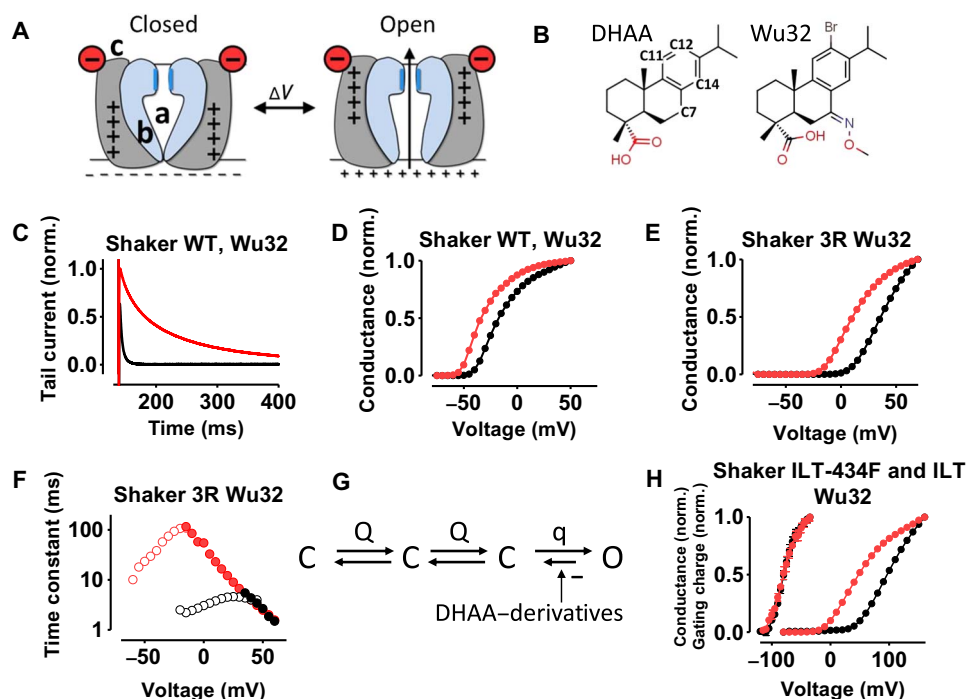 A
Closed
Open
c
a
b
ΔV
+ + + +
+ + + +
– – – – – – – – – –
+ + + +
+ + + +
+ + + + + + + + + +
B
DHAA
Wu32
C11
C12
C14
C7
HO
O
Br
OH
O
N
O
C
Shaker WT, Wu32
Tail current (norm.)
1.0
0.5
0.0
200
300
400
Time (ms)
D
Shaker WT, Wu32
Conductance (norm.)
1.0
0.5
0.0
–50
0
50
Voltage (mV)
E
Shaker 3R Wu32
Conductance (norm.)
1.0
0.5
0.0
–50
0
50
Voltage (mV)
F
Shaker 3R Wu32
Time constant (ms)
100
10
1
–50
0
50
Voltage (mV)
G
Q
Q
q
C
C
C
O
–
DHAA–derivatives
H
Shaker ILT-434F and ILT
Wu32
Conductance (norm.)
Gating charge (norm.)
1.0
0.5
0.0
–100
0
100
Voltage (mV)